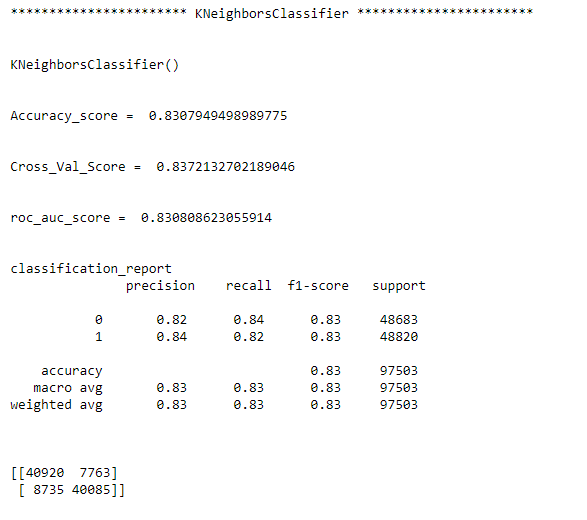 *********************** KNeighborsClassifier ***********************
KNeighborsClassifier()
Accuracy_score =  0.8307949498989775
Cross_Val_Score =  0.8372132702189046
roc_auc_score =  0.830808623055914
classification_report
precision    recall  f1-score   support
0       0.82      0.84      0.83     48683
1       0.84      0.82      0.83     48820
accuracy                           0.83     97503
macro avg       0.83      0.83      0.83     97503
weighted avg       0.83      0.83      0.83     97503
[[40920  7763]
[ 8735 40085]]